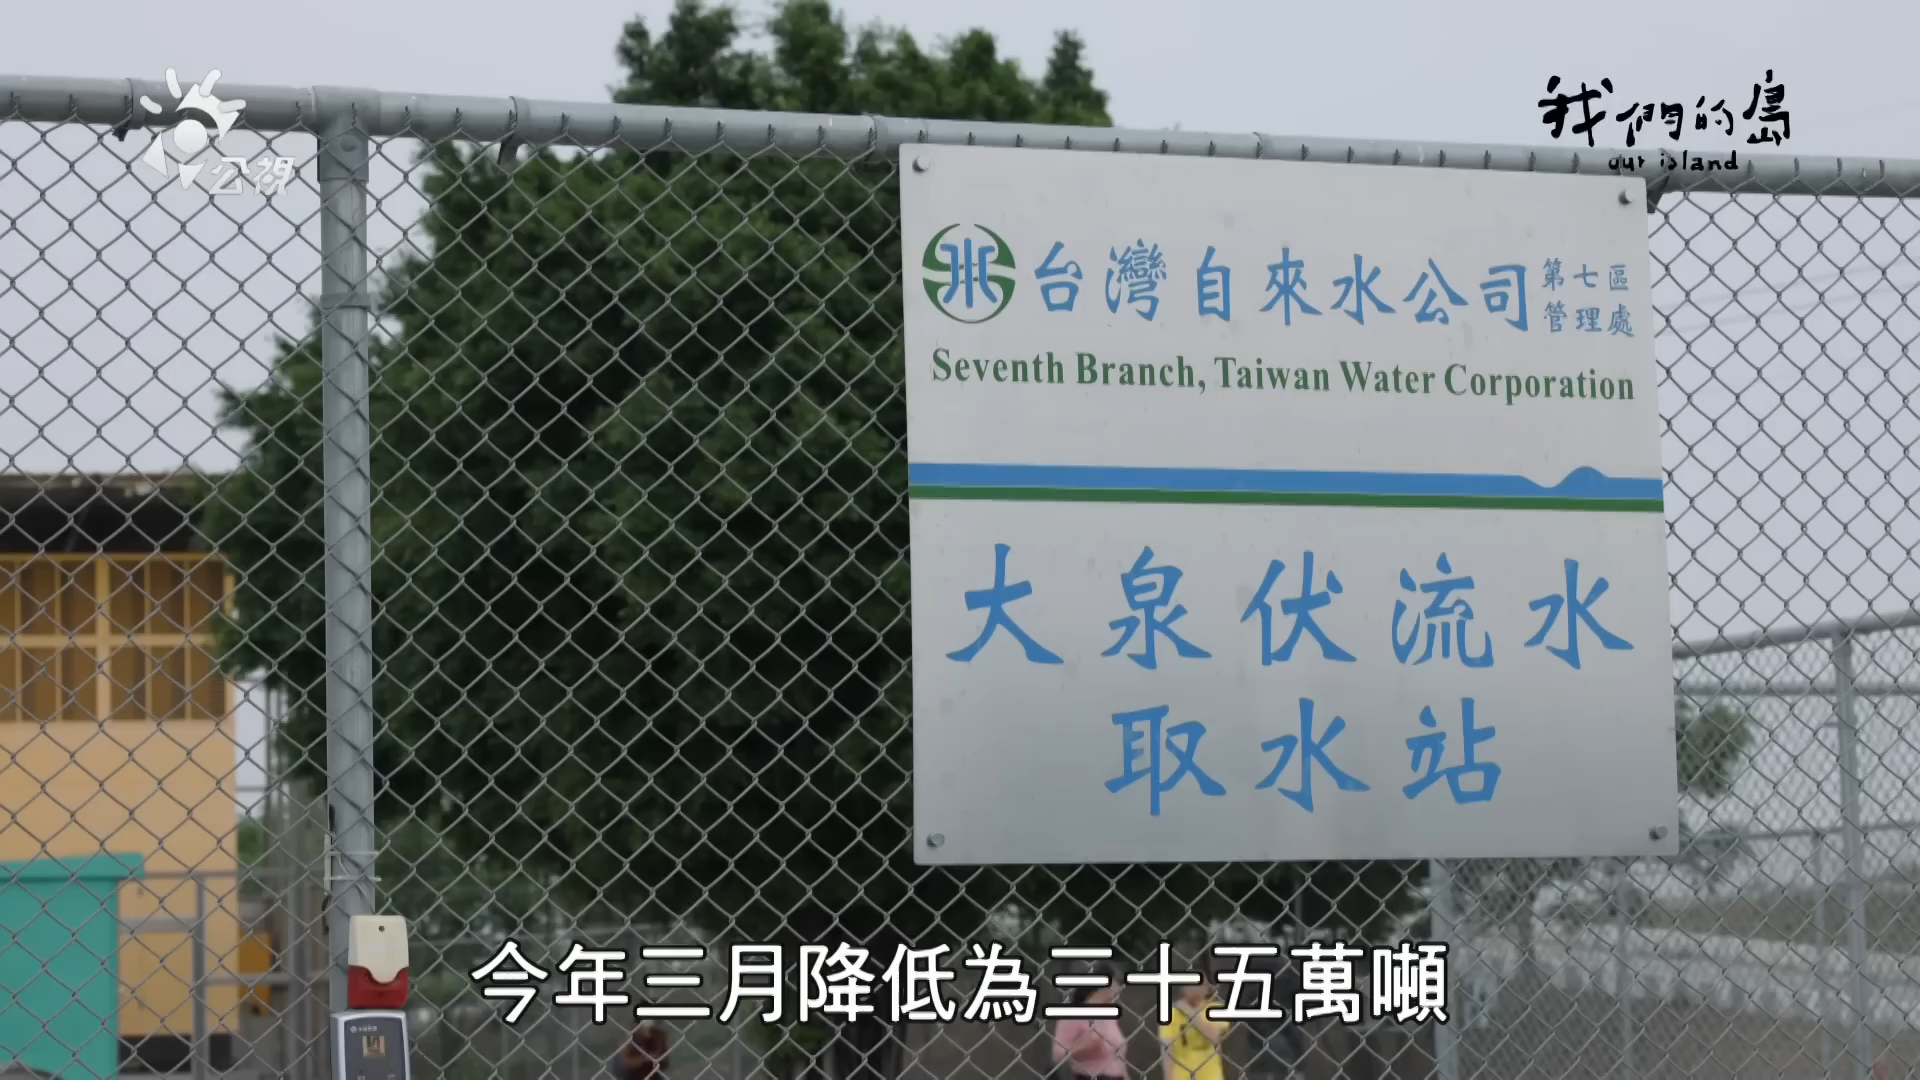 公視
我們的島
our island
台灣自來水公司 第七區
管理處
Seventh Branch, Taiwan Water Corporation
大泉伏流水
取水站
今年三月降低為三十五萬噸